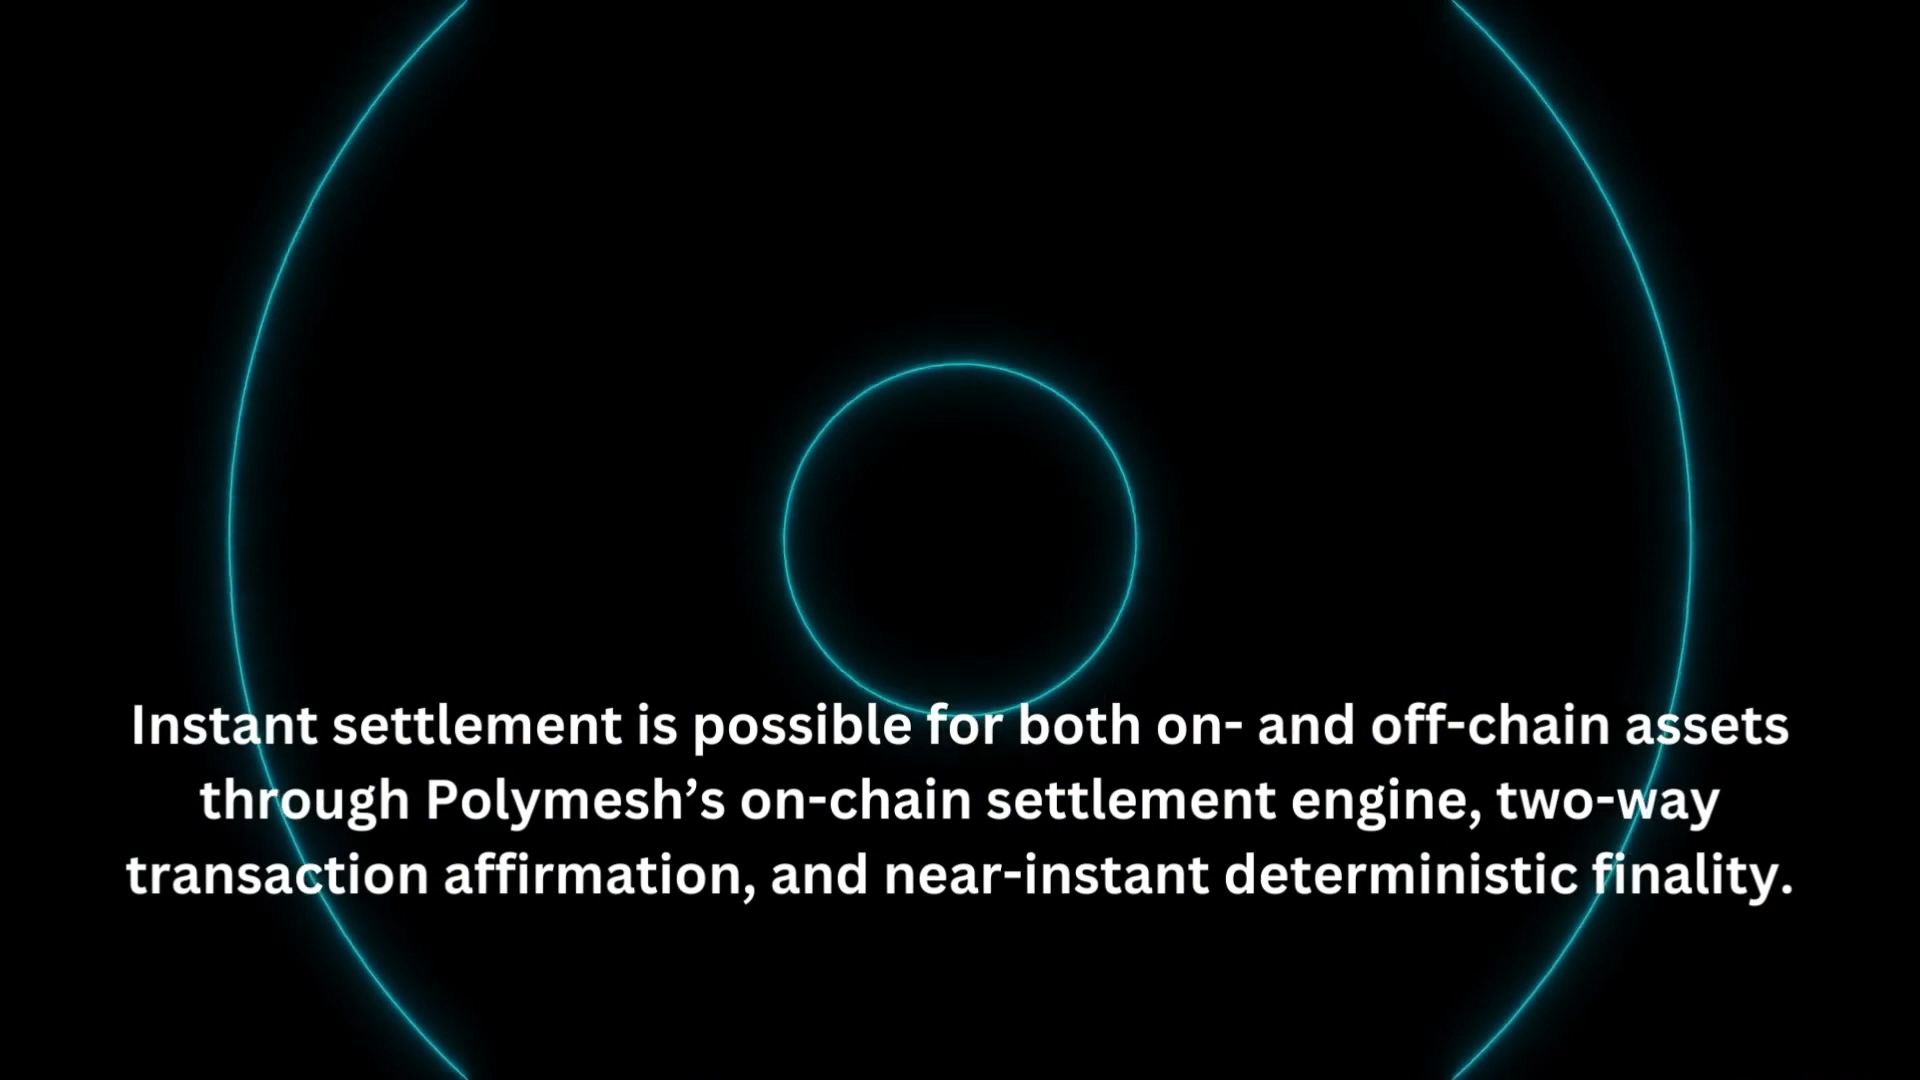 Instant settlement is possible for both on- and off-chain assets
through Polymesh’s on-chain settlement engine, two-way
transaction affirmation, and near-instant deterministic finality.